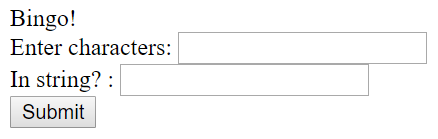 Bingo!
Enter characters:
In string? :
Submit